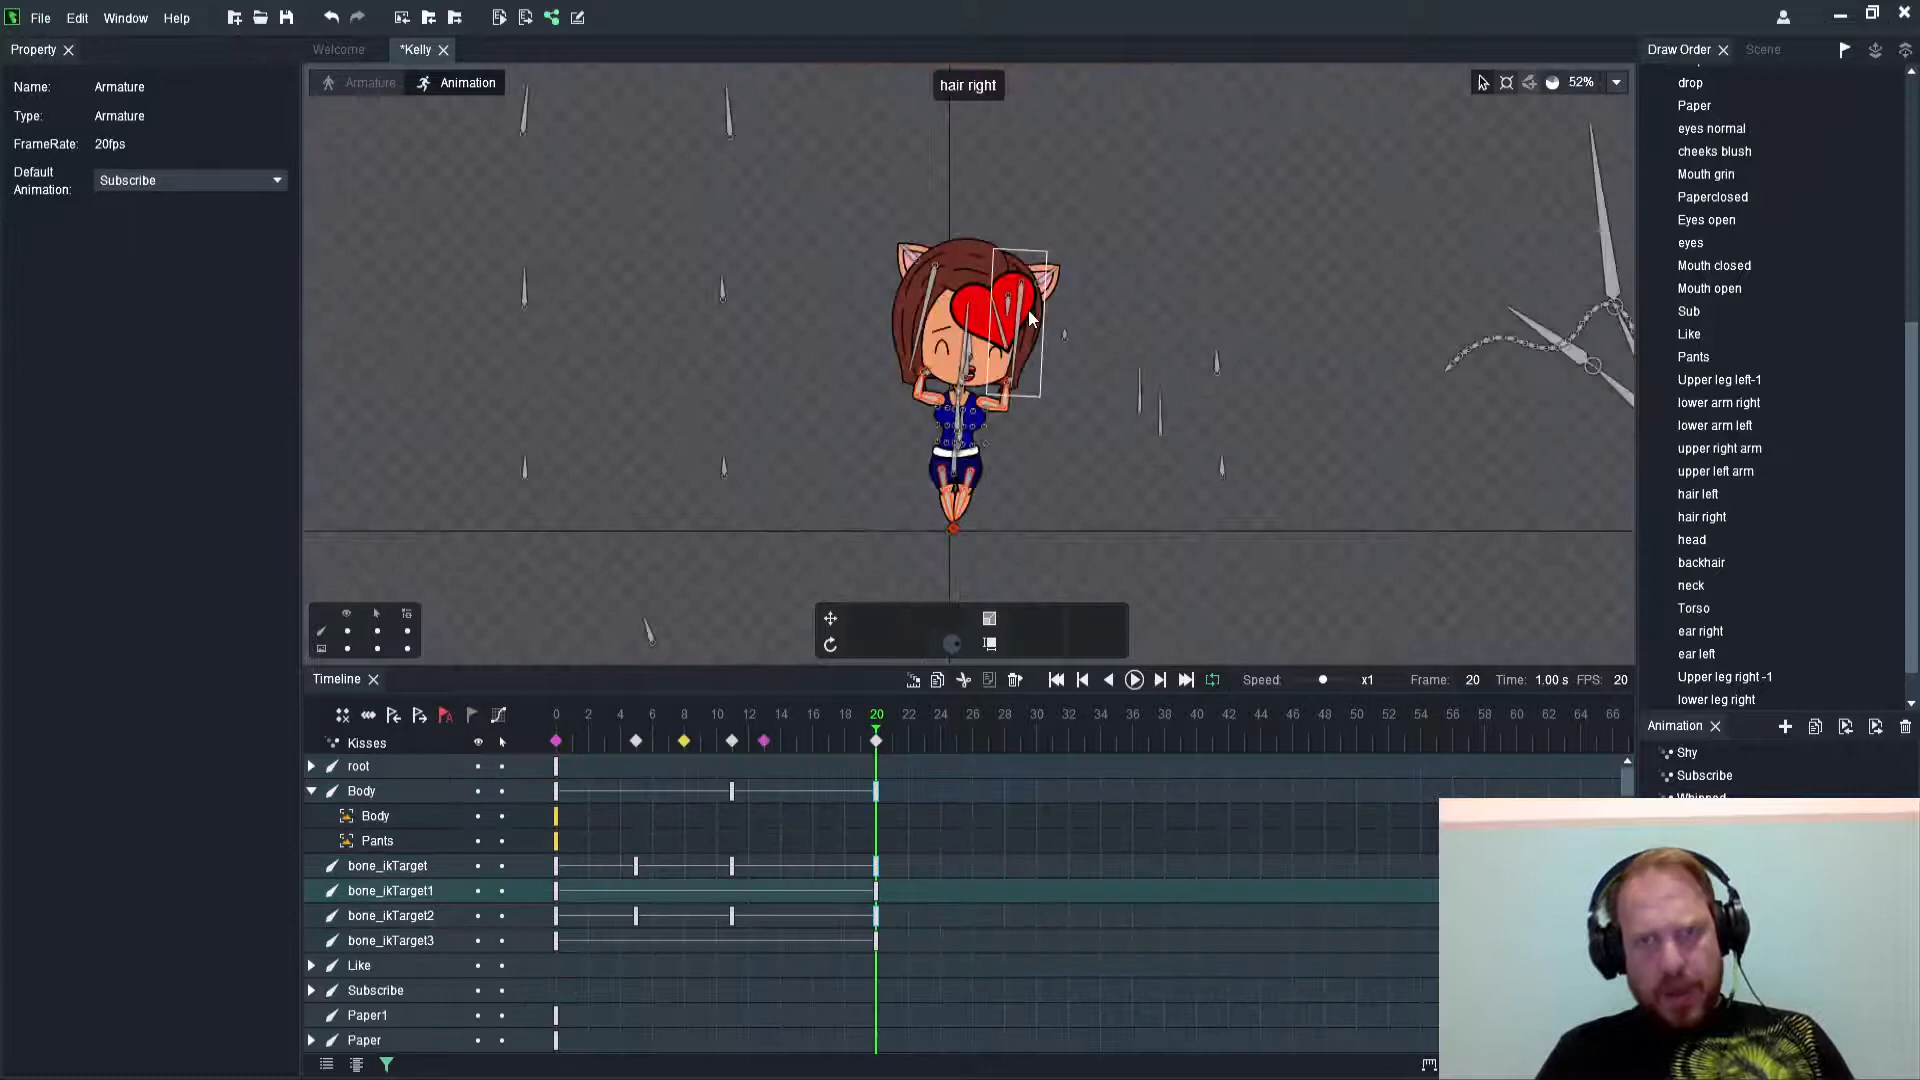 File Edit Window Help
Property
Welcome *Kelly
Draw Order Scene
Armature Animation
hair right
52%
Name: Armature
Type: Armature
FrameRate: 20fps
Default
Animation: Subscribe
drop
Paper
eyes normal
cheeks blush
Mouth grin
Paperclosed
Eyes open
eyes
Mouth closed
Mouth open
Sub
Like
Pants
Upper leg left-1
lower arm right
lower arm left
upper right arm
upper left arm
hair left
hair right
head
backhair
neck
Torso
ear right
ear left
Upper leg right -1
lower leg right
Animation
Shy
Subscribe
Timeline
Speed: x1 Frame: 20 Time: 1.00 s FPS: 20
0 2 4 6 8 10 12 14 16 18 20 22 24 26 28 30 32 34 36 38 40 42 44 46 48 50 52 54 56 58 60 62 64 66
Kisses
root
Body
Body
Pants
bone_ikTarget
bone_ikTarget1
bone_ikTarget2
bone_ikTarget3
Like
Subscribe
Paper1
Paper